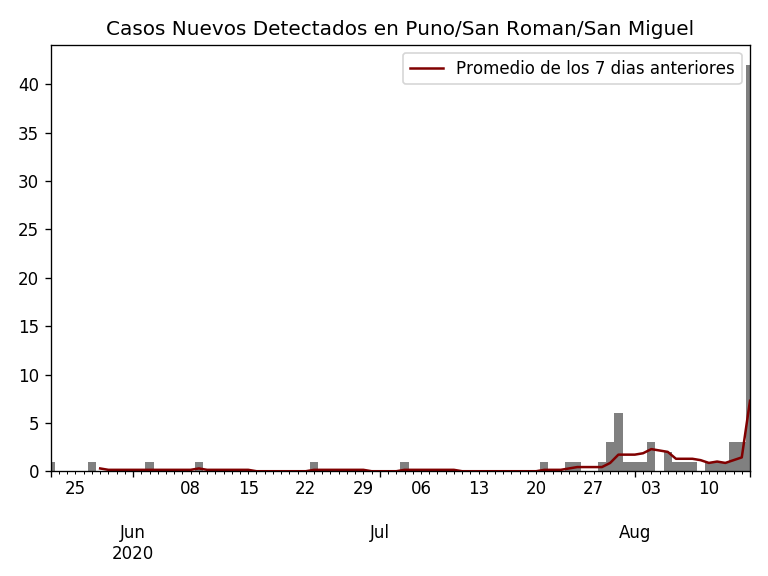 Casos Nuevos Detectados en Puno/San Roman/San Miguel
Promedio de los 7 dias anteriores
40
35
30
25
20
15
10
5
0
25 08 15 22 29 06 13 20 27 03 10
Jun Jul Aug
2020